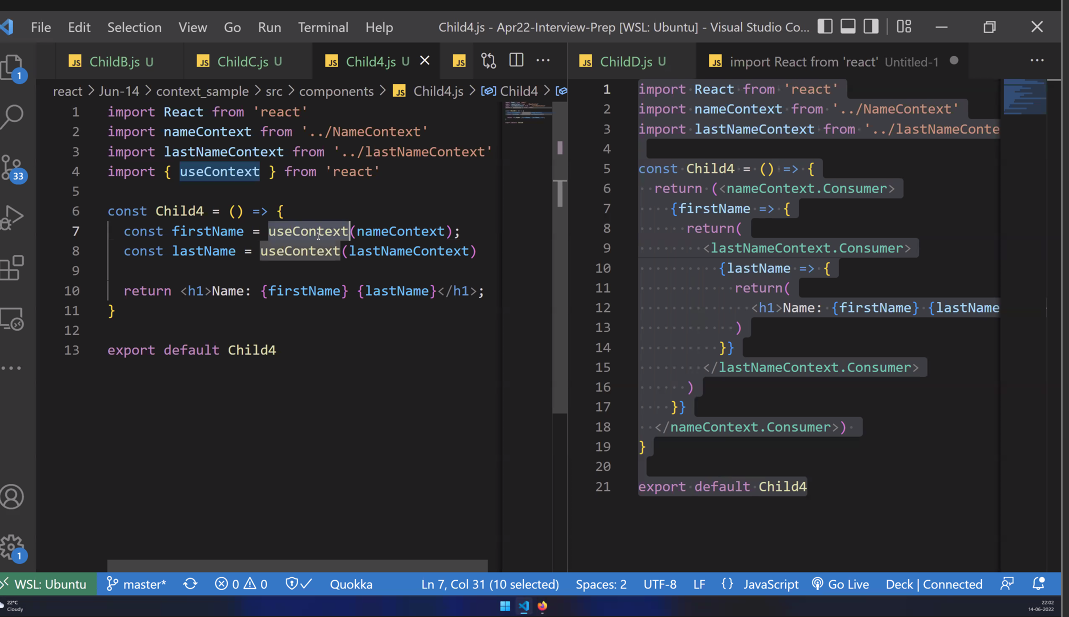 File Edit Selection View Go Run Terminal Help Child4.js - Apr22-Interview-Prep [WSL: Ubuntu] - Visual Studio Co...
JS ChildB.js U JS ChildC.js U JS Child4.js U JS ...
JS ChildD.js U JS import React from 'react' Untitled-1 ...
react > Jun-14 > context_sample > src > components > JS Child4.js > Child4 >
1 import React from 'react'
2 import nameContext from '../NameContext'
3 import lastNameContext from '../lastNameContext'
4 import { useContext } from 'react'
5
6 const Child4 = () => {
7 const firstName = useContext(nameContext);
8 const lastName = useContext(lastNameContext)
9
10 return <h1>Name: {firstName} {lastName}</h1>;
11 }
12
13 export default Child4
1 import React from 'react'
2 import nameContext from '../NameContext'
3 import lastNameContext from '../lastNameConte
4
5 const Child4 = () => {
6 return (<nameContext.Consumer>
7 {firstName => {
8 return(
9 <lastNameContext.Consumer>
10 {lastName => {
11 return(
12 <h1>Name: {firstName} {lastName
13 )
14 }}
15 </lastNameContext.Consumer>
16 )
17 }}
18 </nameContext.Consumer>)
19 }
20
21 export default Child4
1
33
1
WSL: Ubuntu master* 0 0 Quokka Ln 7, Col 31 (10 selected) Spaces: 2 UTF-8 LF {} JavaScript Go Live Deck | Connected
22°C
Cloudy
22:02
14-06-2022